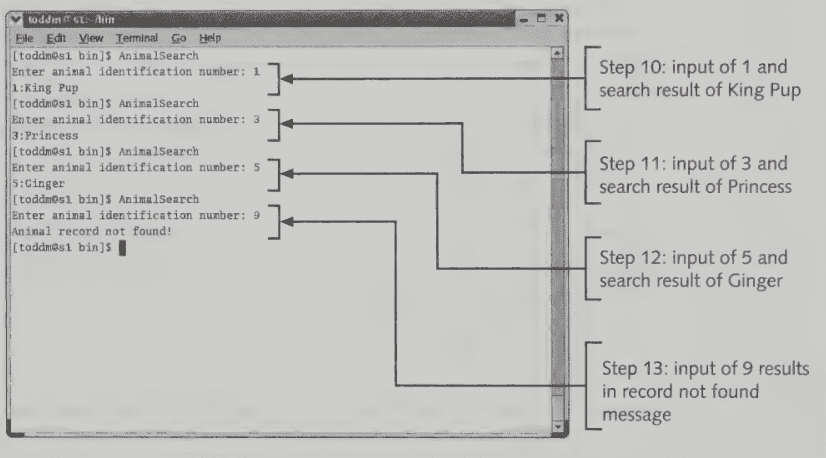 toddm@s1:~/bin
File Edit View Terminal Go Help
[toddm@s1 bin]$ AnimalSearch
Enter animal identification number: 1
1:King Pup
[toddm@s1 bin]$ AnimalSearch
Enter animal identification number: 3
3:Princess
[toddm@s1 bin]$ AnimalSearch
Enter animal identification number: 5
5:Ginger
[toddm@s1 bin]$ AnimalSearch
Enter animal identification number: 9
Animal record not found!
[toddm@s1 bin]$
Step 10: input of 1 and
search result of King Pup
Step 11: input of 3 and
search result of Princess
Step 12: input of 5 and
search result of Ginger
Step 13: input of 9 results
in record not found
message